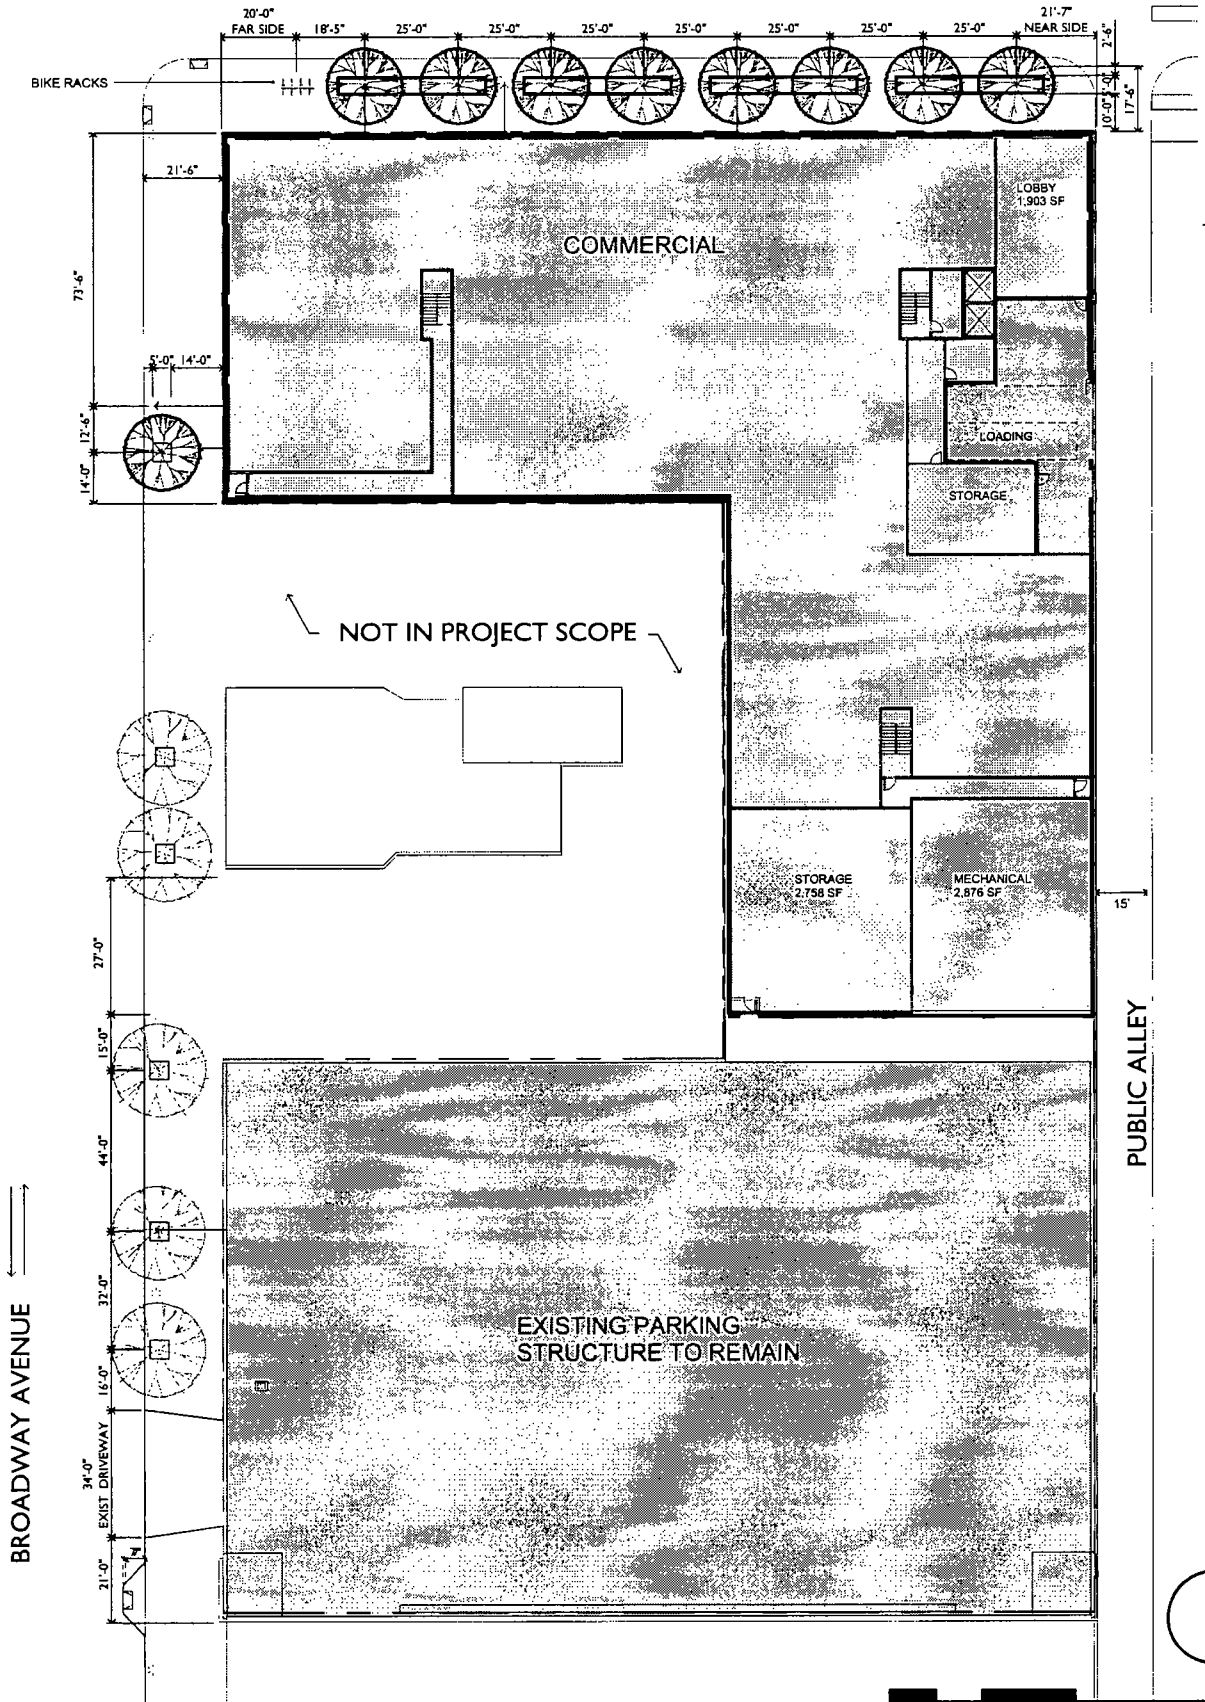 20'-0"
FAR SIDE
18'-5"
25'-0"
25'-0"
25'-0"
25'-0"
25'-0"
25'-0"
25'-0"
21'-7"
NEAR SIDE
2'-6"
10'-0"
17'-6"
BIKE RACKS
21'-6"
LOBBY
1,903 SF
COMMERCIAL
73'-6"
5'-0"
14'-0"
12'-6"
14'-0"
LOADING
STORAGE
NOT IN PROJECT SCOPE
STORAGE
2,758 SF
MECHANICAL
2,876 SF
15'
27'-0"
15'-0"
PUBLIC ALLEY
44'-0"
32'-0"
EXISTING PARKING
STRUCTURE TO REMAIN
BROADWAY AVENUE
16'-0"
34'-0"
EXIST DRIVEWAY
21'-0"